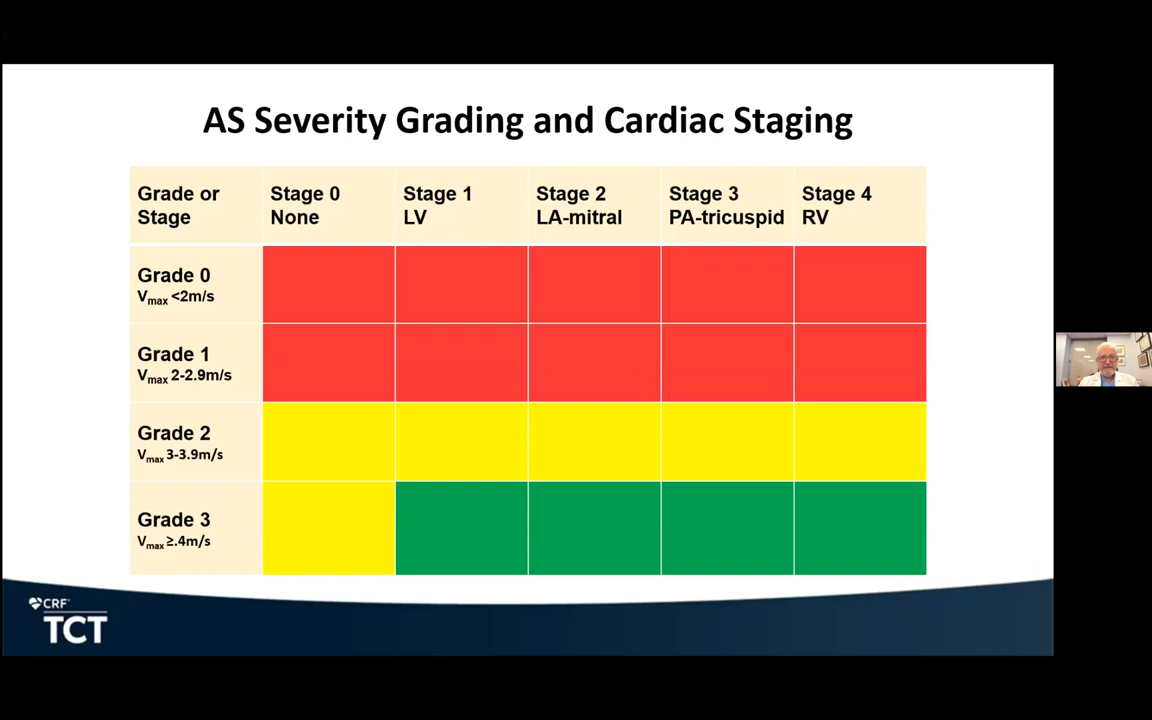 AS Severity Grading and Cardiac Staging
Grade or
Stage
Stage 0
None
Stage 1
LV
Stage 2
LA-mitral
Stage 3
PA-tricuspid
Stage 4
RV
Grade 0
Vmax <2m/s
Grade 1
Vmax 2-2.9m/s
Grade 2
Vmax 3-3.9m/s
Grade 3
Vmax ≥.4m/s
CRF
TCT